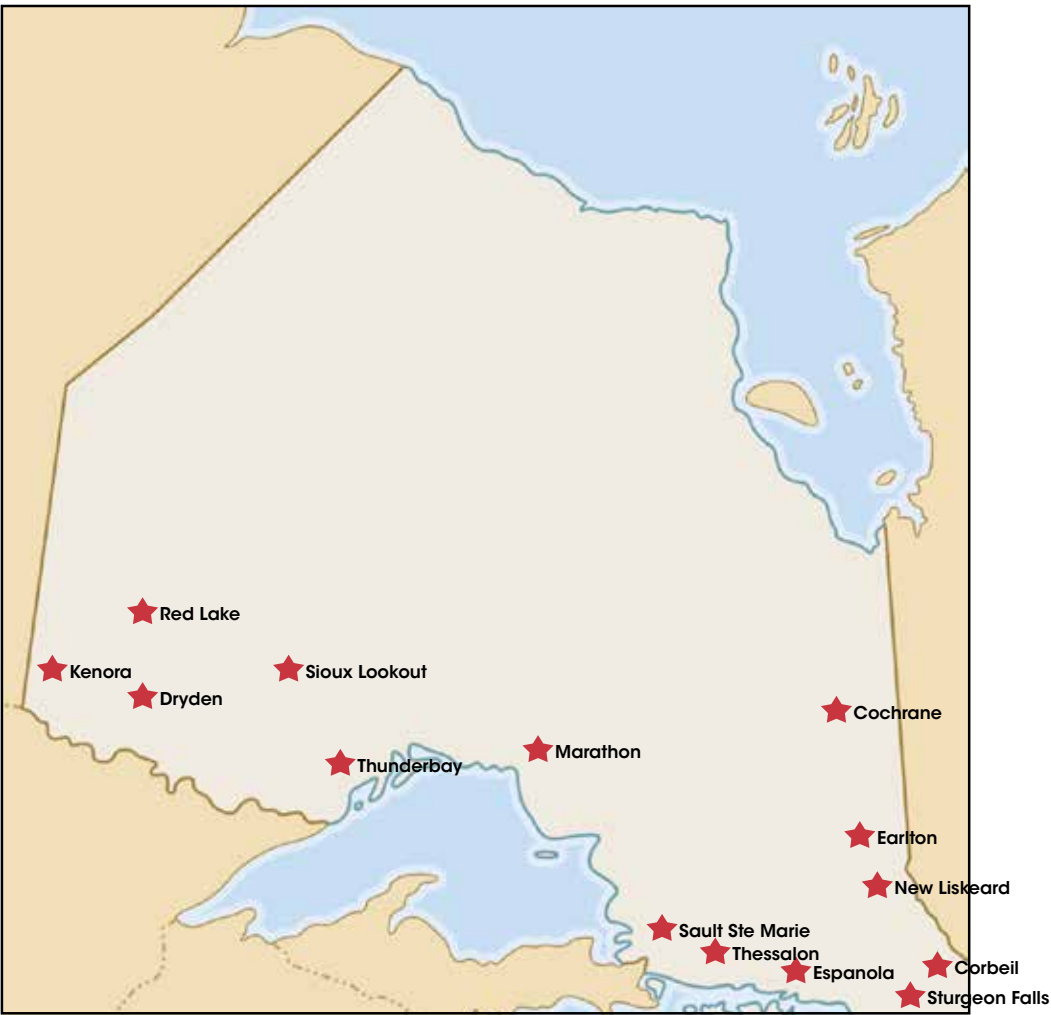 Red Lake
Kenora
Sioux Lookout
Dryden
Cochrane
Marathon
Thunderbay
Earlton
New Liskeard
Sault Ste Marie
Thessalon
Corbeil
Espanola
Sturgeon Falls